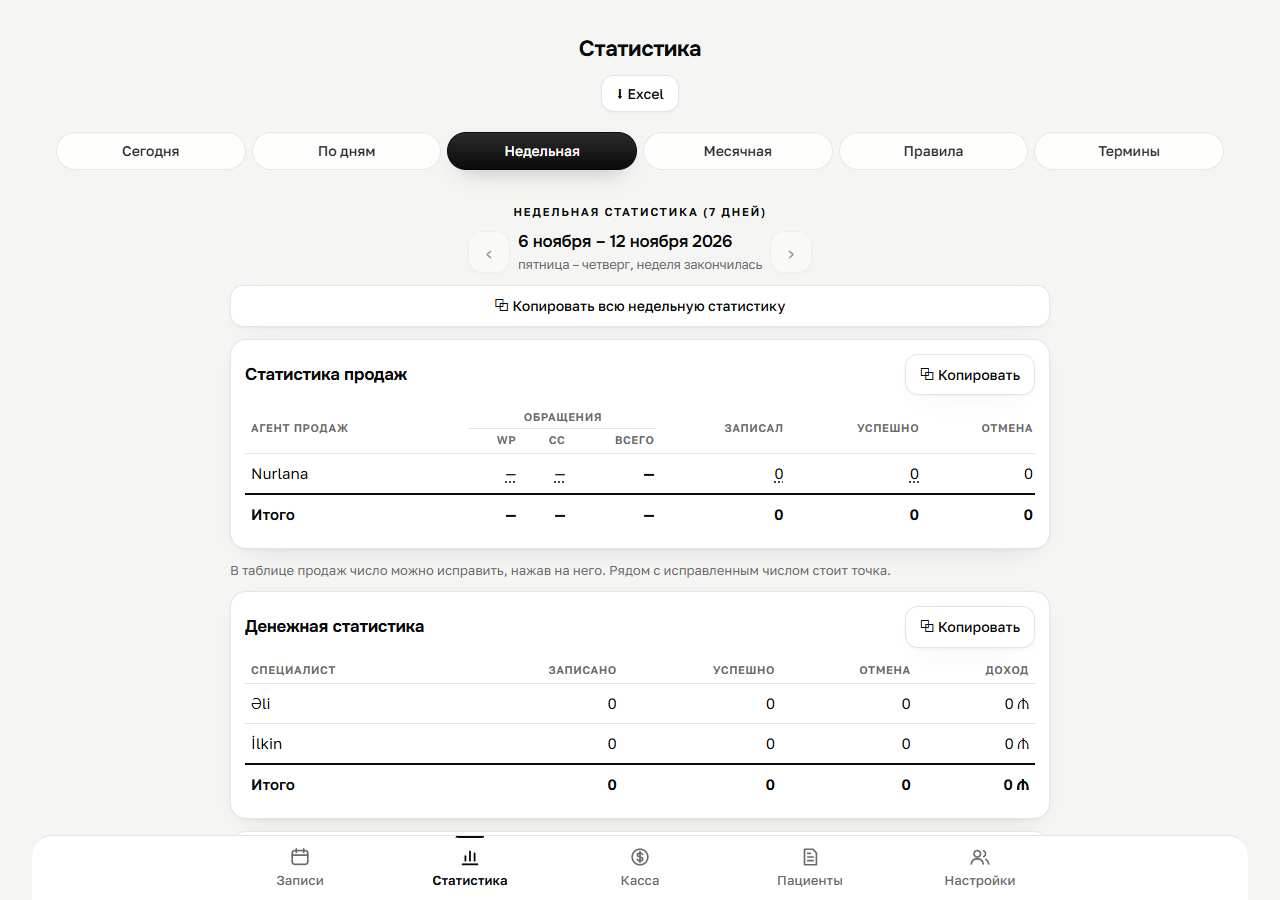 Статистика
⭳ Excel
Сегодня По дням Недельная Месячная Правила Термины
НЕДЕЛЬНАЯ СТАТИСТИКА (7 ДНЕЙ)
‹ 6 ноября – 12 ноября 2026 ›
пятница – четверг, неделя закончилась
Копировать всю недельную статистику
Статистика продаж Копировать
ОБРАЩЕНИЯ
АГЕНТ ПРОДАЖ ЗАПИСАЛ УСПЕШНО ОТМЕНА
WP CC ВСЕГО
Nurlana – – – 0 0 0
Итого – – – 0 0 0
В таблице продаж число можно исправить, нажав на него. Рядом с исправленным числом стоит точка.
Денежная статистика Копировать
СПЕЦИАЛИСТ ЗАПИСАНО УСПЕШНО ОТМЕНА ДОХОД
Əli 0 0 0 0 ₼
İlkin 0 0 0 0 ₼
Итого 0 0 0 0 ₼
Записи Статистика Касса Пациенты Настройки